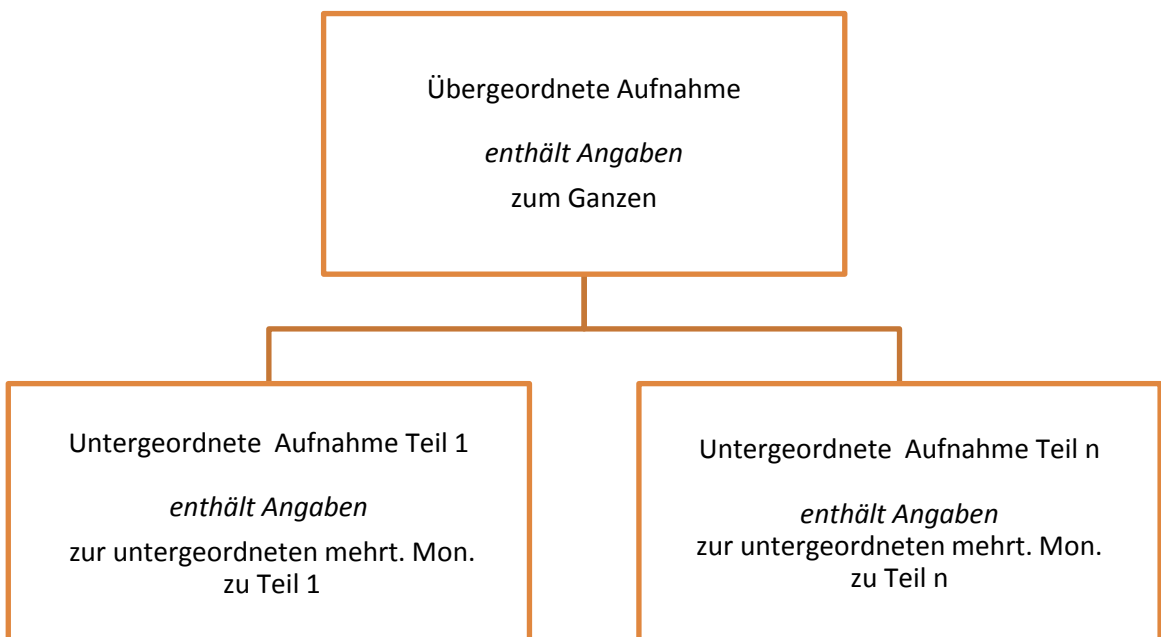 Übergeordnete Aufnahme
enthält Angaben
zum Ganzen
Untergeordnete  Aufnahme Teil 1
enthält Angaben
zur untergeordneten mehrt. Mon.
zu Teil 1
Untergeordnete  Aufnahme Teil n
enthält Angaben
zur untergeordneten mehrt. Mon.
zu Teil n